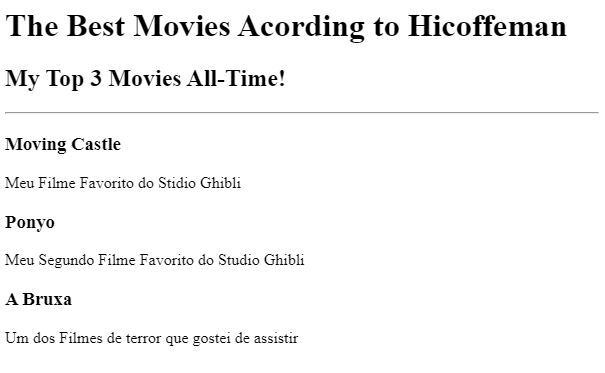 The Best Movies Acording to Hicoffeman
My Top 3 Movies All-Time!
Moving Castle
Meu Filme Favorito do Stidio Ghibli
Ponyo
Meu Segundo Filme Favorito do Studio Ghibli
A Bruxa
Um dos Filmes de terror que gostei de assistir